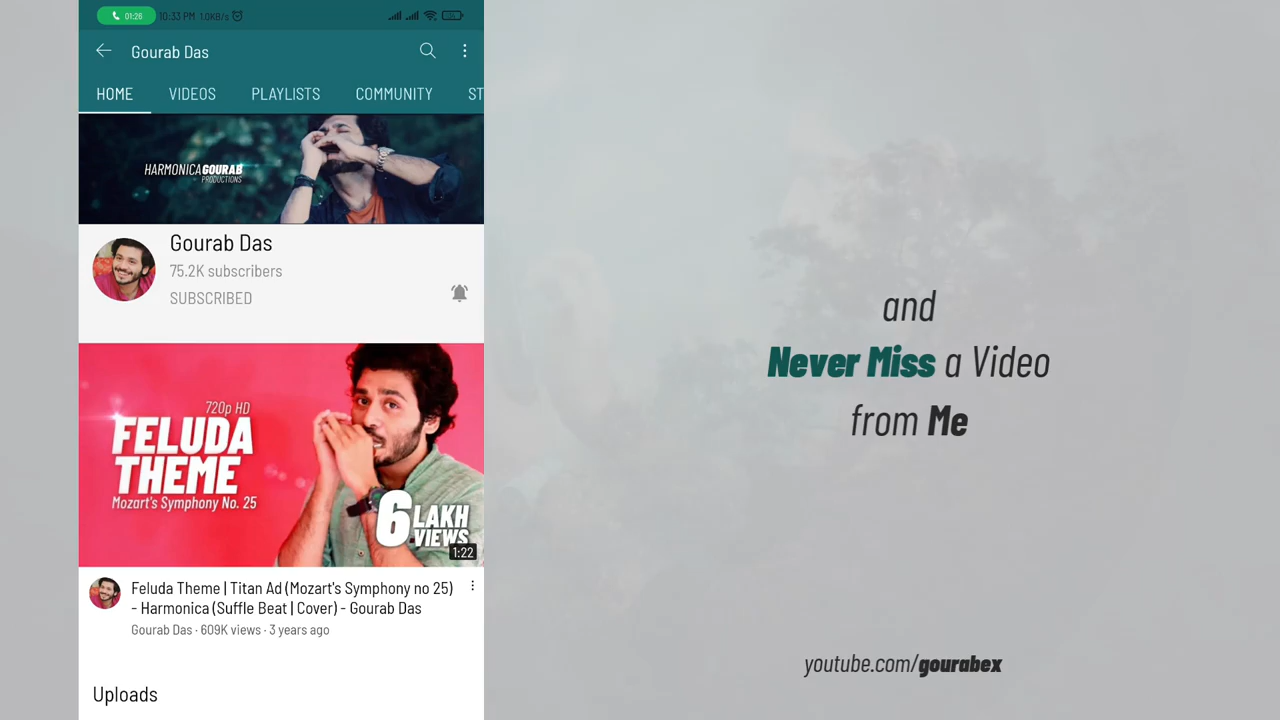 01:26 10:33 PM 1.0KB/s
Gourab Das
HOME VIDEOS PLAYLISTS COMMUNITY ST
HARMONICAGOURAB
PRODUCTIONS
Gourab Das
75.2K subscribers
SUBSCRIBED
720p HD
FELUDA
THEME
Mozart's Symphony No. 25
6 LAKH
VIEWS
1:22
Feluda Theme | Titan Ad (Mozart's Symphony no 25)
- Harmonica (Suffle Beat | Cover) - Gourab Das
Gourab Das · 609K views · 3 years ago
Uploads
and
Never Miss a Video
from Me
youtube.com/gourabex